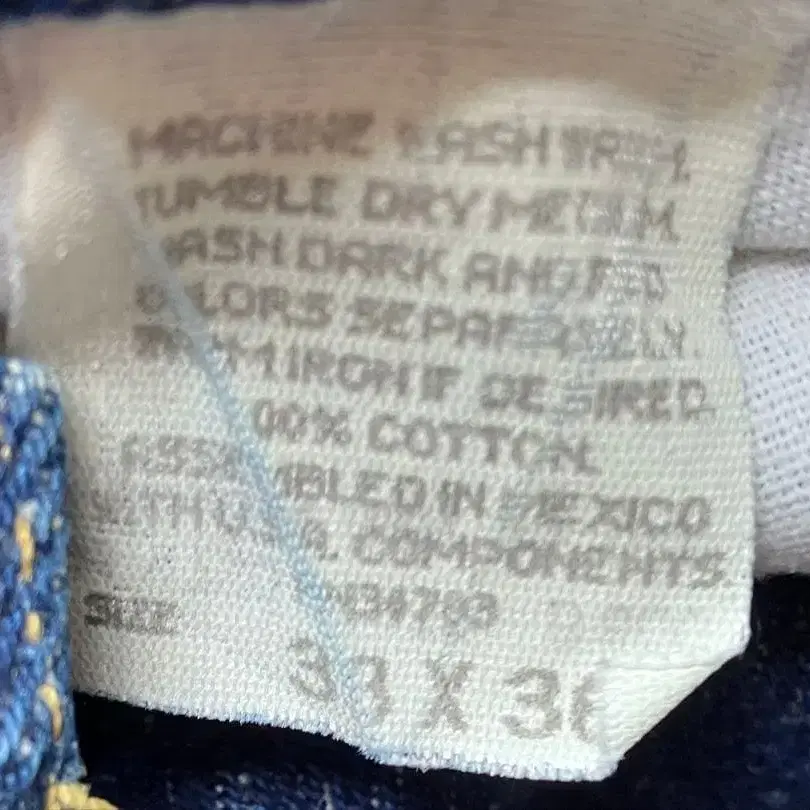 MACHINE WASH WARM.
TUMBLE DRY MEDIUM
WASH DARK AND RED
COLORS SEPARATELY.
WARM IRON IF DESIRED
100% COTTON.
ASSEMBLED IN MEXICO
WITH U.S.A. COMPONENTS
SIZE
X